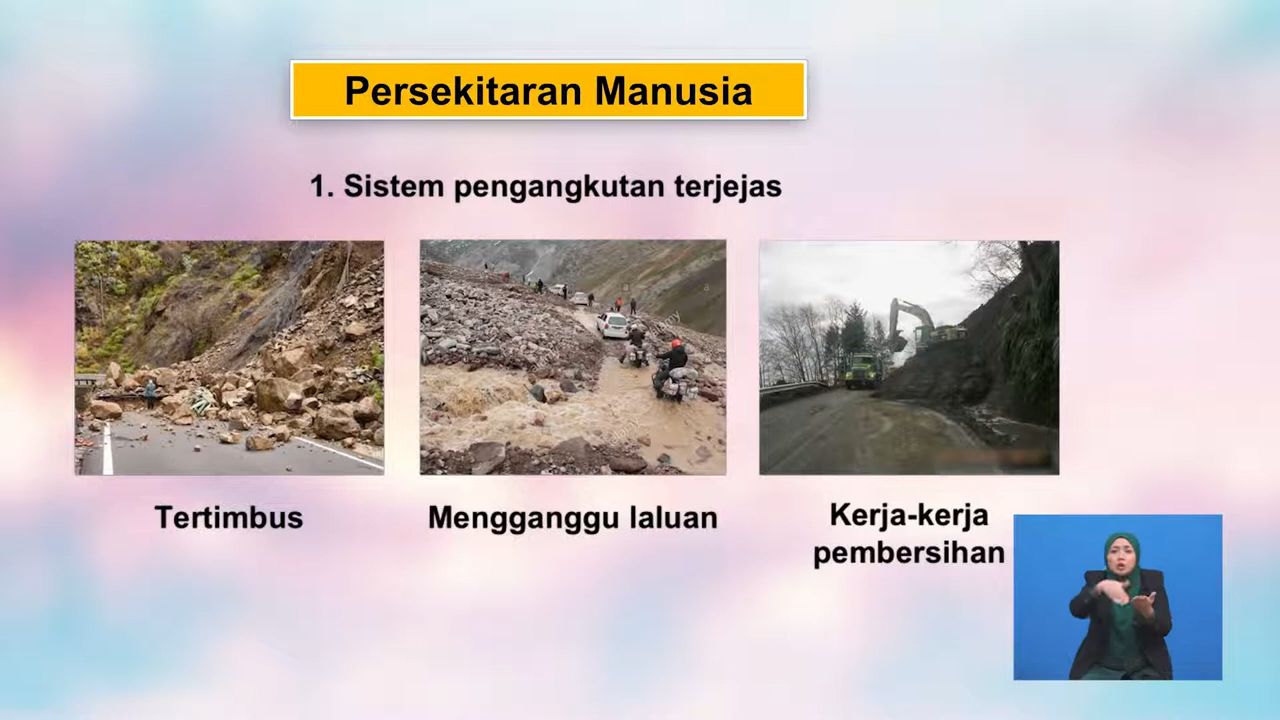 Persekitaran Manusia
1. Sistem pengangkutan terjejas
Tertimbus
Mengganggu laluan
Kerja-kerja
pembersihan